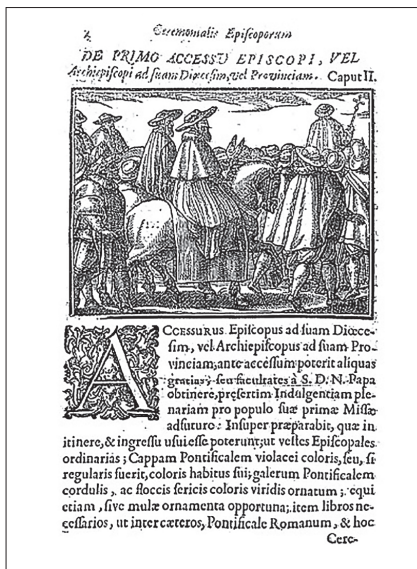 2 Ceremonialis Episcoporum
DE PRIMO ACCESSV EPISCOPI, VEL
Archiepiscopi ad suam Diœcesim, vel Provinciam. Caput II.
ACCESSURUS Episcopus ad suam Diœce-
sim, vel Archiepiscopus ad suam Pro-
vinciam; ante accessum poterit aliquas
gratias; seu facultates à S. D. N. Papa
obtinere, præsertim Indulgentiam ple-
nariam pro populo suæ primæ Missæ
adfuturo: Insuper præparabit, quæ in
itinere, & ingressu usui esse poterunt; ut vestes Episcopales
ordinarias; Cappam Pontificalem violacei coloris, seu, si
regularis fuerit, coloris habitus sui; galerum Pontificalem
cordulis, ac floccis sericis coloris viridis ornatum; equi
etiam, sive mulæ ornamenta opportuna; item libros ne-
cessarios, ut inter cæteros, Pontificale Romanum, & hoc
Cere-